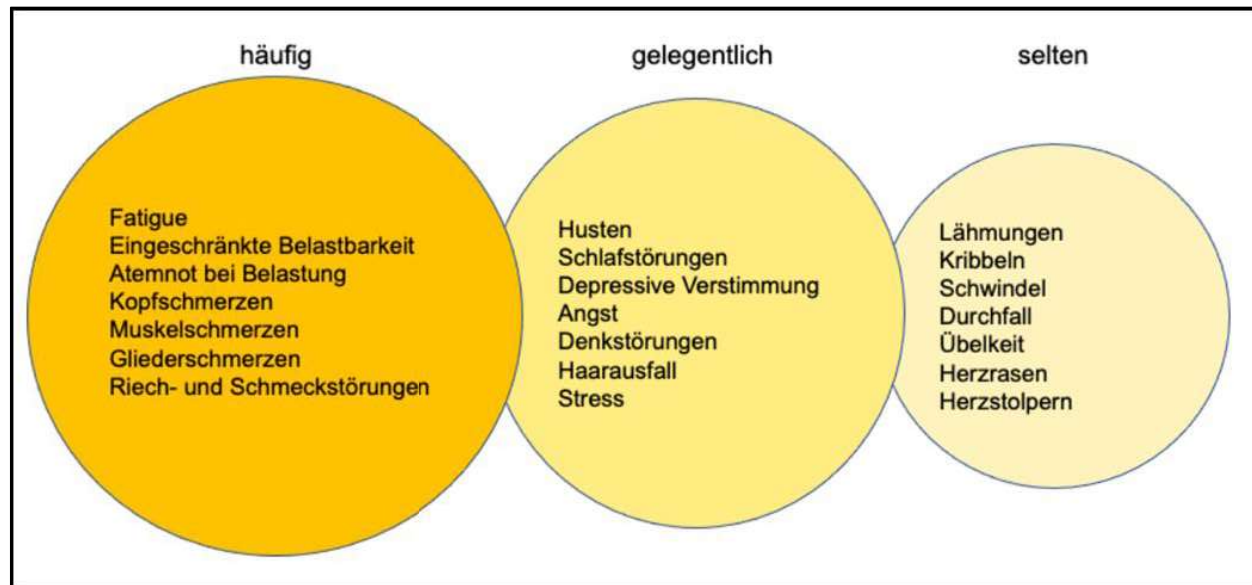 häufig
gelegentlich
selten
Fatigue
Eingeschränkte Belastbarkeit
Atemnot bei Belastung
Kopfschmerzen
Muskelschmerzen
Gliederschmerzen
Riech- und Schmeckstörungen
Husten
Schlafstörungen
Depressive Verstimmung
Angst
Denkstörungen
Haarausfall
Stress
Lähmungen
Kribbeln
Schwindel
Durchfall
Übelkeit
Herzrasen
Herzstolpern